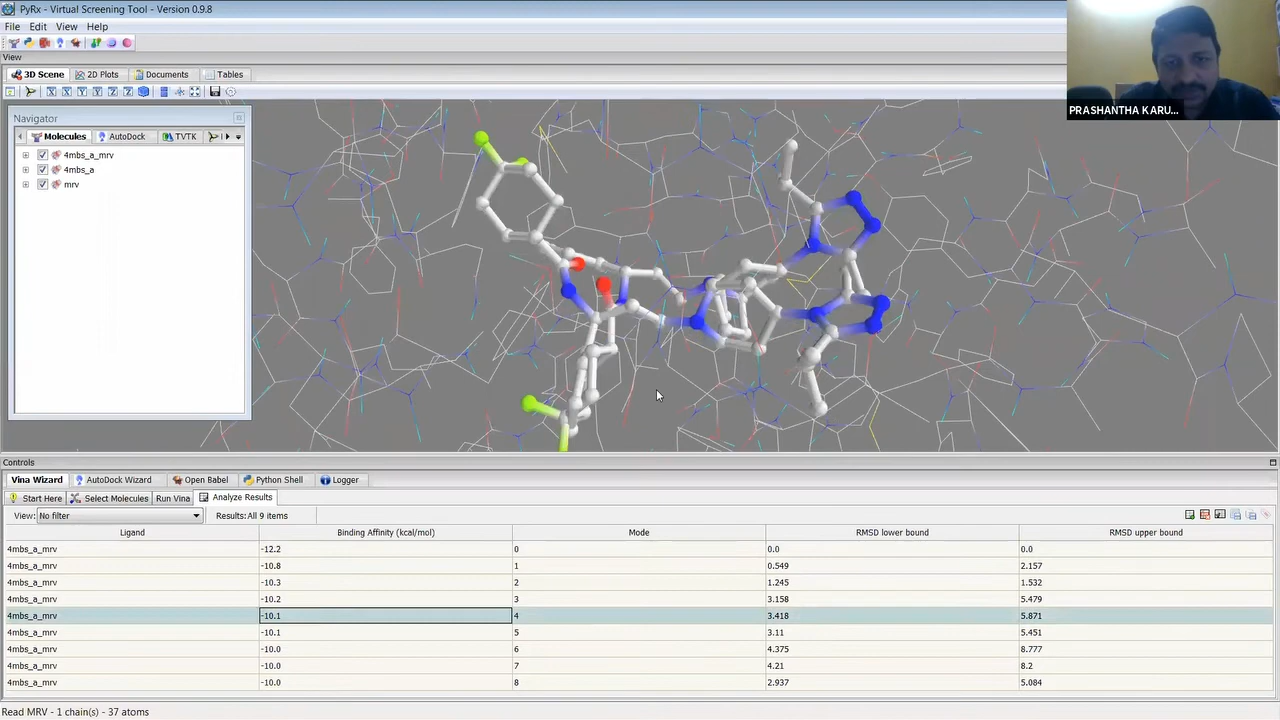 PyRx - Virtual Screening Tool - Version 0.9.8
File Edit View Help
View
3D Scene 2D Plots Documents Tables
PRASHANTHA KARU...
Navigator
Molecules AutoDock TVTK
4mbs_a_mrv
4mbs_a
mrv
Controls
Vina Wizard AutoDock Wizard Open Babel Python Shell Logger
Start Here Select Molecules Run Vina Analyze Results
View: No filter Results: All 9 items
Ligand Binding Affinity (kcal/mol) Mode RMSD lower bound RMSD upper bound
4mbs_a_mrv -12.2 0 0.0 0.0
4mbs_a_mrv -10.8 1 0.549 2.157
4mbs_a_mrv -10.3 2 1.245 1.532
4mbs_a_mrv -10.2 3 3.158 5.479
4mbs_a_mrv -10.1 4 3.418 5.871
4mbs_a_mrv -10.1 5 3.11 5.451
4mbs_a_mrv -10.0 6 4.375 8.777
4mbs_a_mrv -10.0 7 4.21 8.2
4mbs_a_mrv -10.0 8 2.937 5.084
Read MRV - 1 chain(s) - 37 atoms